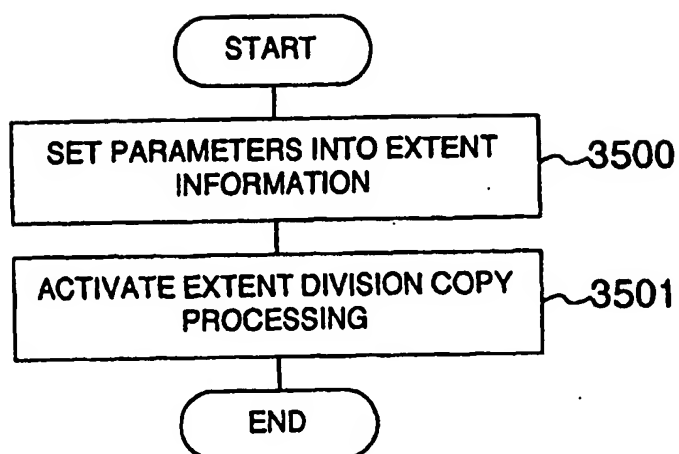 START
SET PARAMETERS INTO EXTENT
INFORMATION
3500
ACTIVATE EXTENT DIVISION COPY
PROCESSING
3501
END